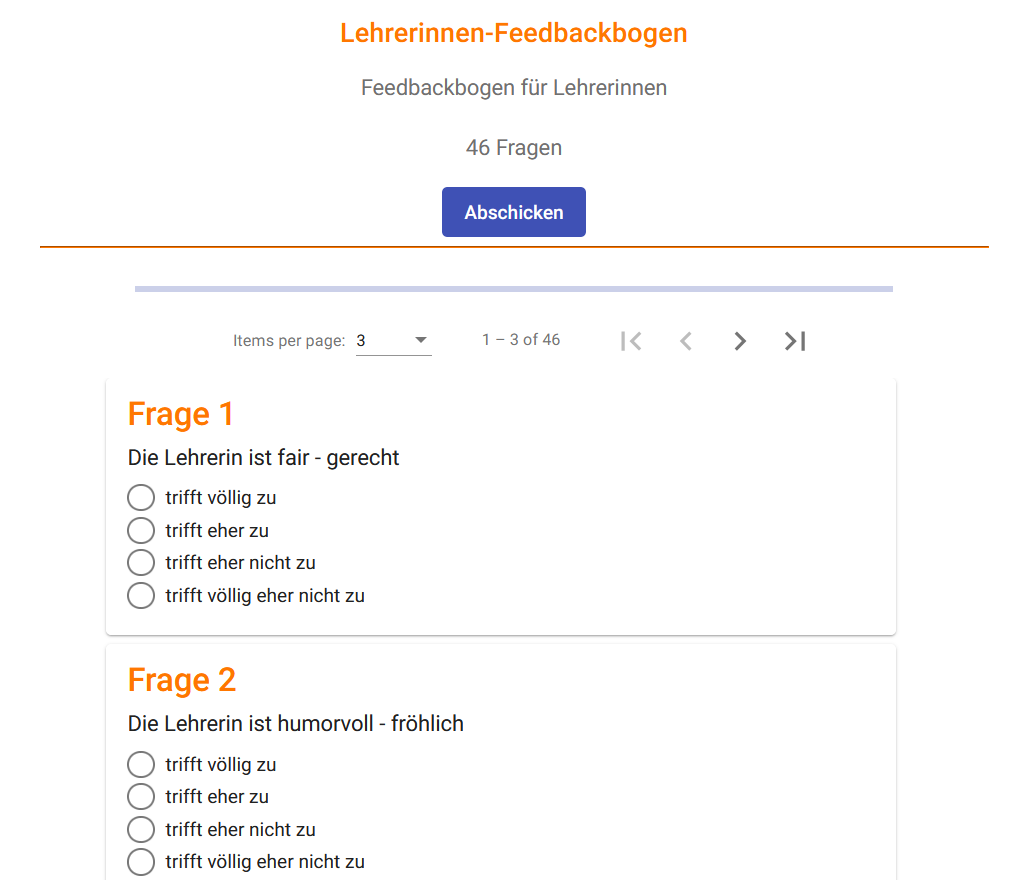 Lehrerinnen-Feedbackbogen
Feedbackbogen für Lehrerinnen
46 Fragen
Abschicken
Items per page: 3 1 – 3 of 46
Frage 1
Die Lehrerin ist fair - gerecht
trifft völlig zu
trifft eher zu
trifft eher nicht zu
trifft völlig eher nicht zu
Frage 2
Die Lehrerin ist humorvoll - fröhlich
trifft völlig zu
trifft eher zu
trifft eher nicht zu
trifft völlig eher nicht zu